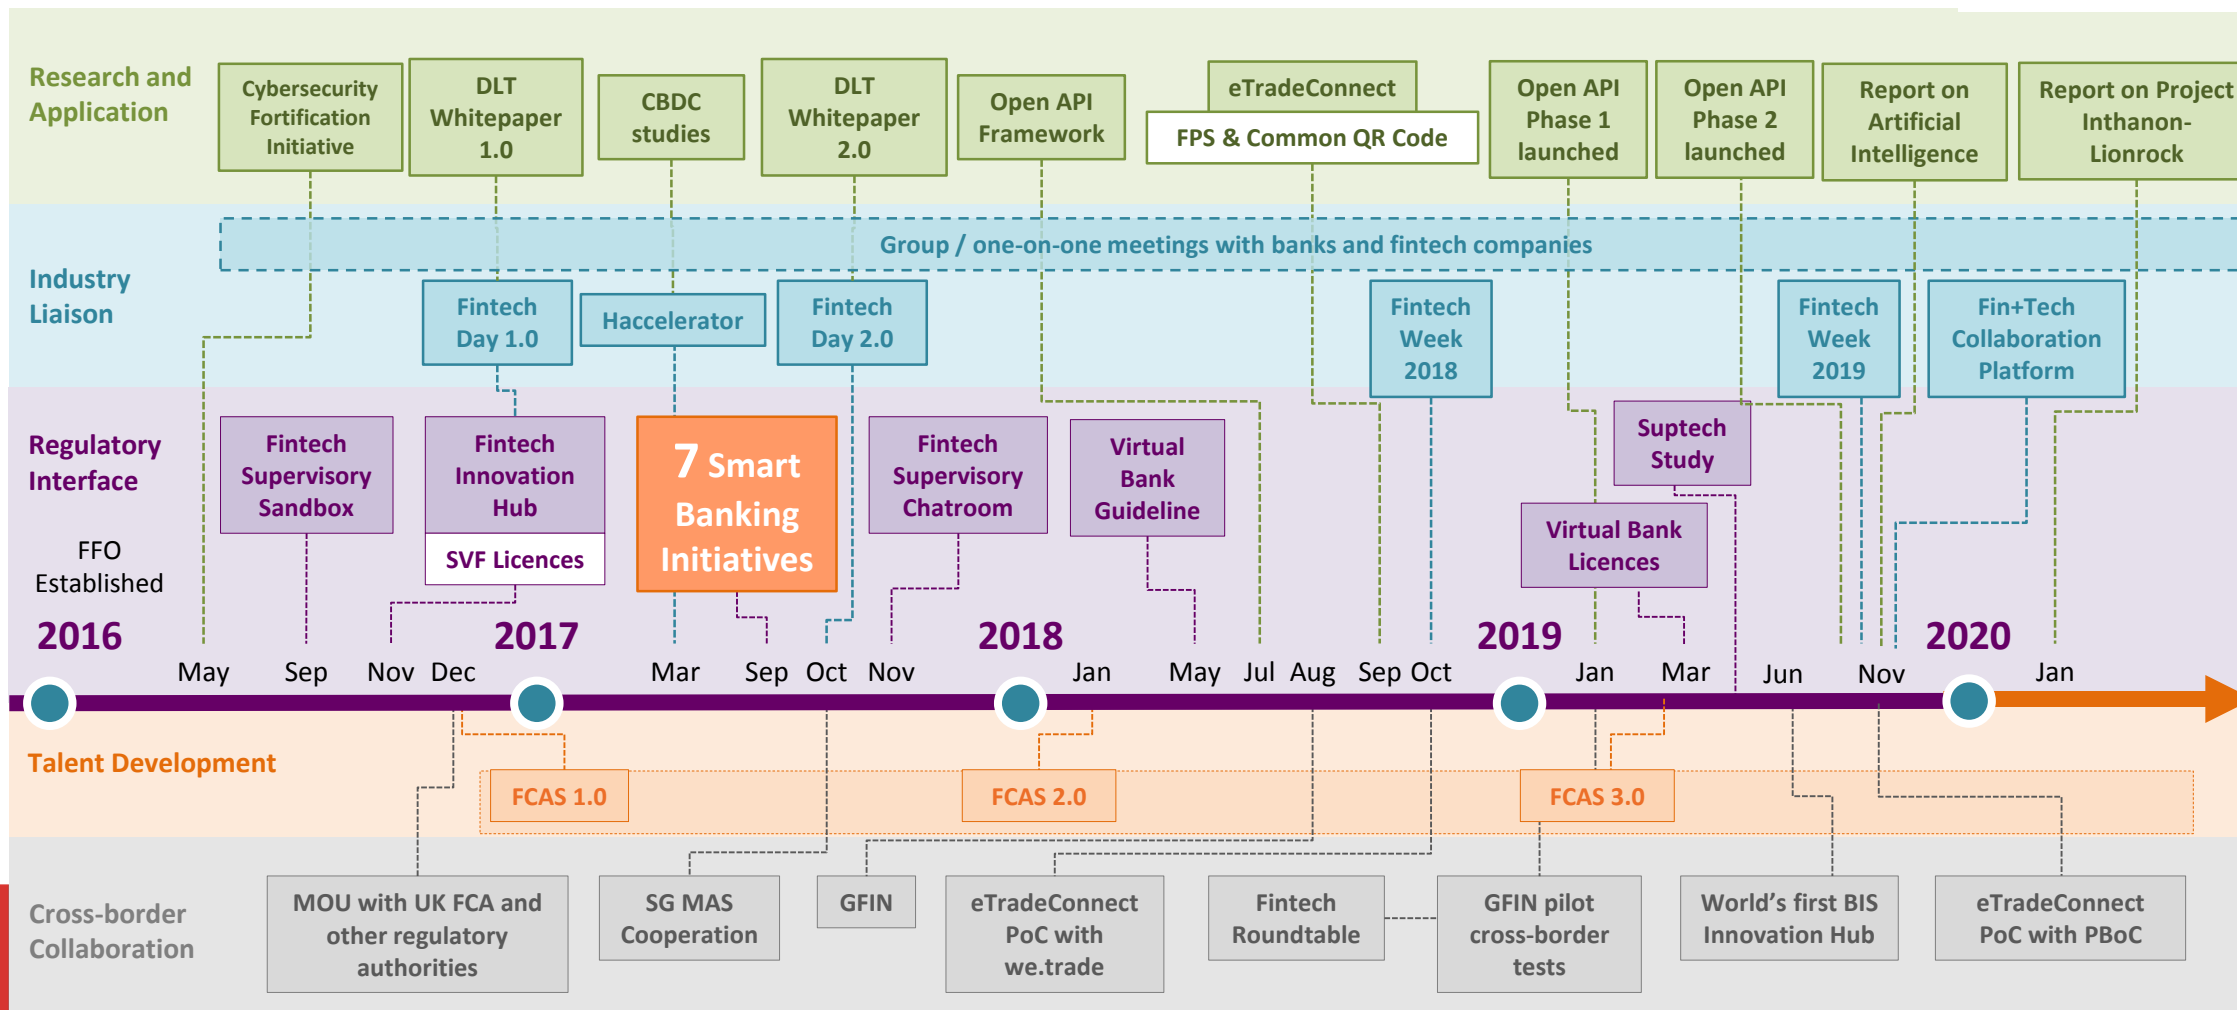 Research and
Application
Cybersecurity
Fortification
Initiative
DLT
Whitepaper
1.0
CBDC
studies
DLT
Whitepaper
2.0
Open API
Framework
eTradeConnect
FPS & Common QR Code
Open API
Phase 1
launched
Open API
Phase 2
launched
Report on
Artificial
Intelligence
Report on Project
Inthanon-
Lionrock
Group / one-on-one meetings with banks and fintech companies
Industry
Liaison
Fintech
Day 1.0
Haccelerator
Fintech
Day 2.0
Fintech
Week
2018
Fintech
Week
2019
Fin+Tech
Collaboration
Platform
Regulatory
Interface
Fintech
Supervisory
Sandbox
Fintech
Innovation
Hub
SVF Licences
7 Smart
Banking
Initiatives
Fintech
Supervisory
Chatroom
Virtual
Bank
Guideline
Suptech
Study
Virtual Bank
Licences
FFO
Established
2016
2017
2018
2019
2020
May
Sep
Nov
Dec
Mar
Sep
Oct
Nov
Jan
May
Jul
Aug
Sep
Oct
Jan
Mar
Jun
Nov
Jan
Talent Development
FCAS 1.0
FCAS 2.0
FCAS 3.0
Cross-border
Collaboration
MOU with UK FCA and
other regulatory
authorities
SG MAS
Cooperation
GFIN
eTradeConnect
PoC with
we.trade
Fintech
Roundtable
GFIN pilot
cross-border
tests
World's first BIS
Innovation Hub
eTradeConnect
PoC with PBoC